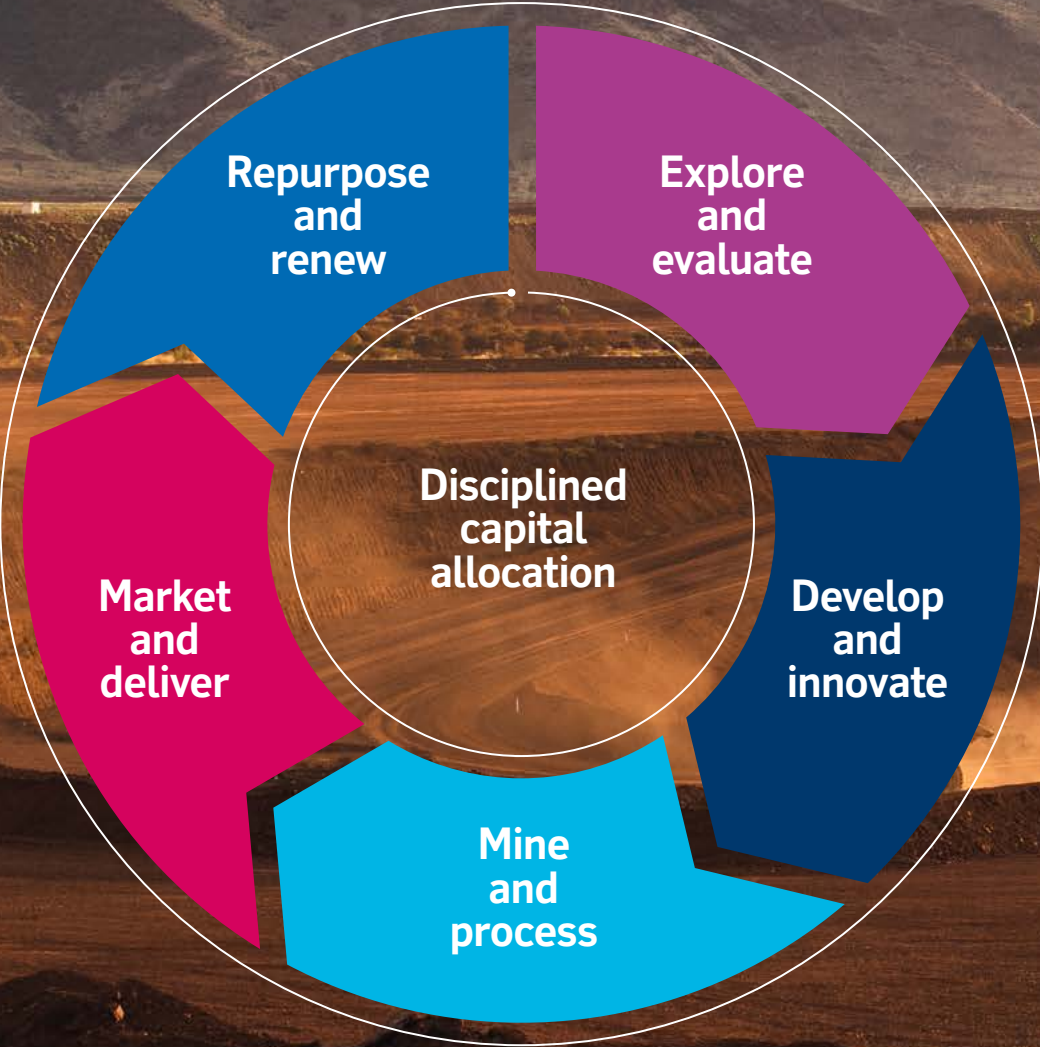 Explore
and
evaluate
Develop
and
innovate
Mine
and
process
Market
and
deliver
Repurpose
and
renew
Disciplined
capital
allocation